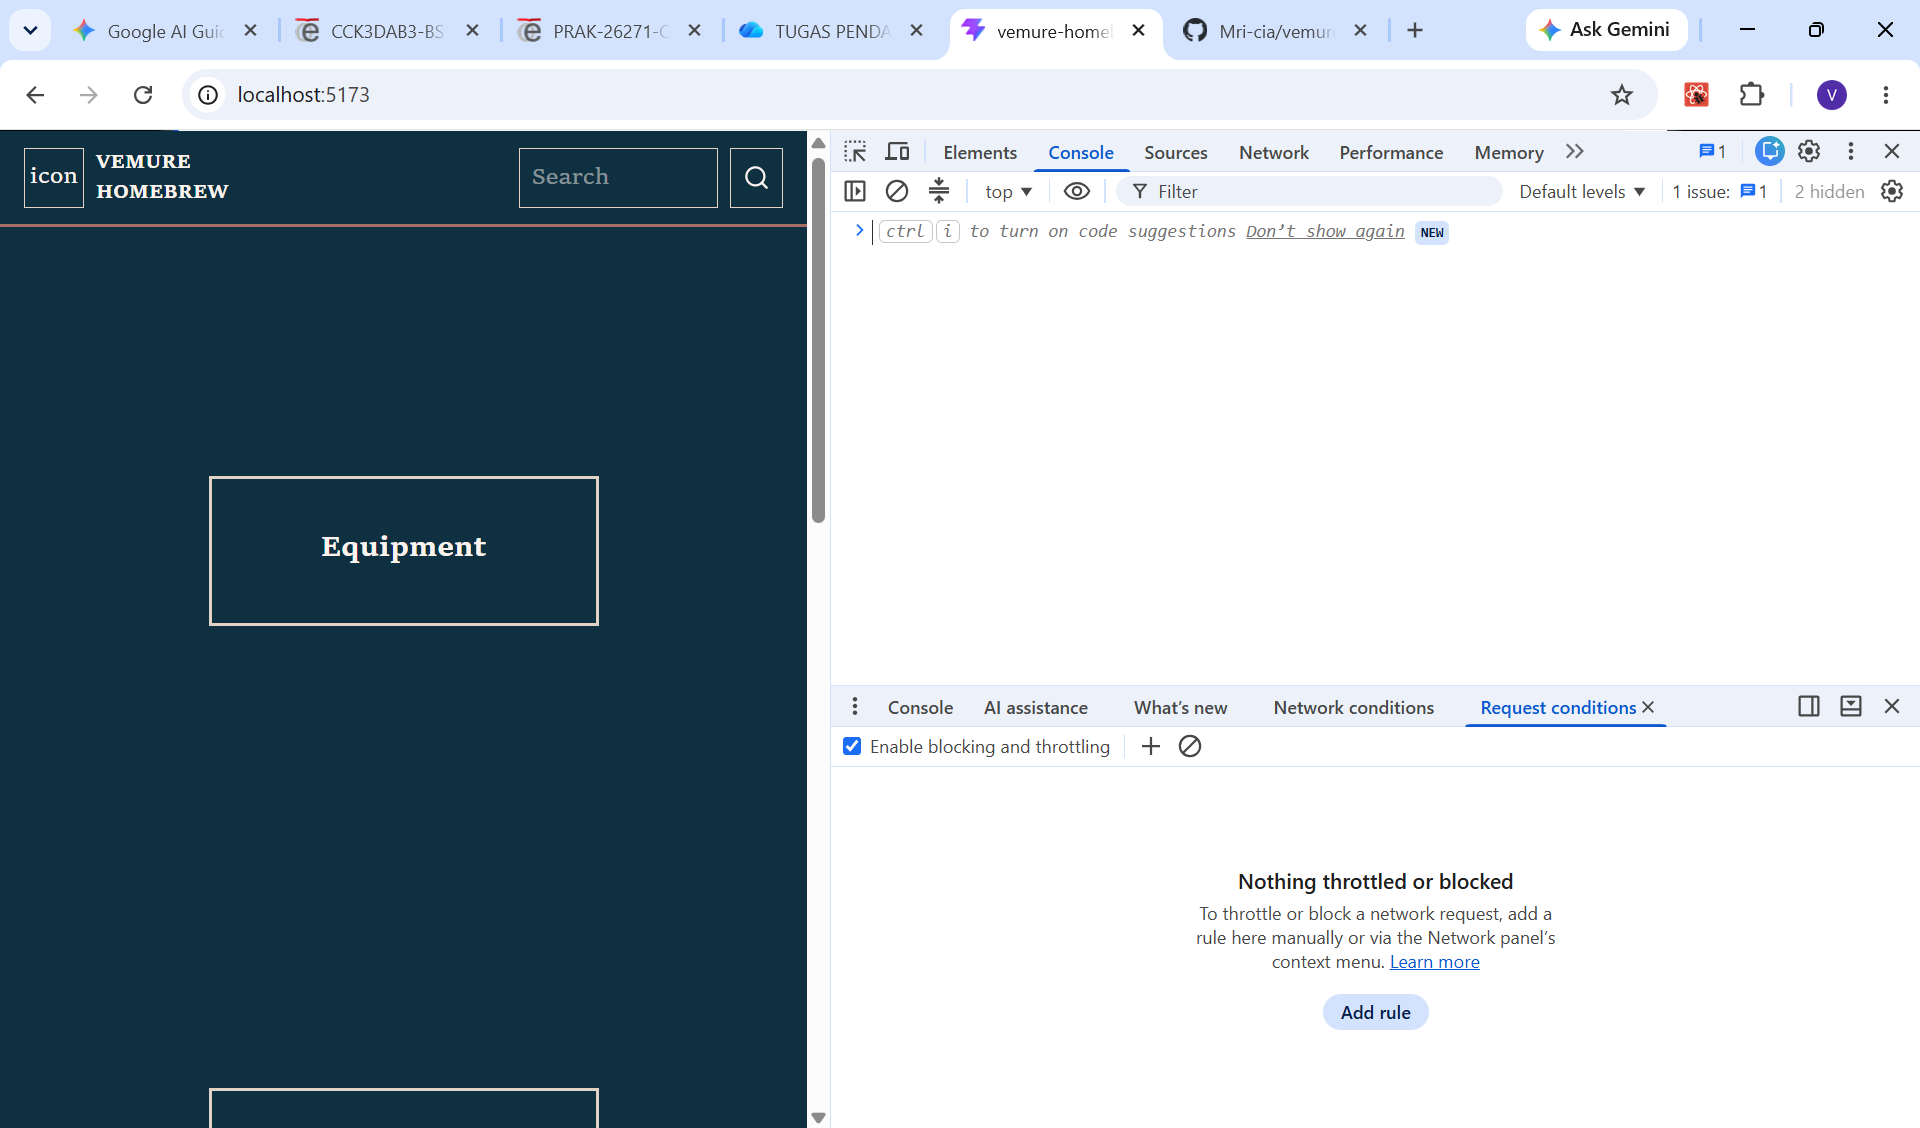 Google AI Guid
CCK3DAB3-BS
PRAK-26271-C
TUGAS PENDA
vemure-homeb
Mri-cia/vemure
Ask Gemini
localhost:5173
V
icon
VEMURE
HOMEBREW
Search
Equipment
Elements
Console
Sources
Network
Performance
Memory
1
top
Filter
Default levels
1 issue:
1
2 hidden
ctrl i to turn on code suggestions Don’t show again NEW
Console
AI assistance
What’s new
Network conditions
Request conditions
Enable blocking and throttling
Nothing throttled or blocked
To throttle or block a network request, add a
rule here manually or via the Network panel’s
context menu. Learn more
Add rule